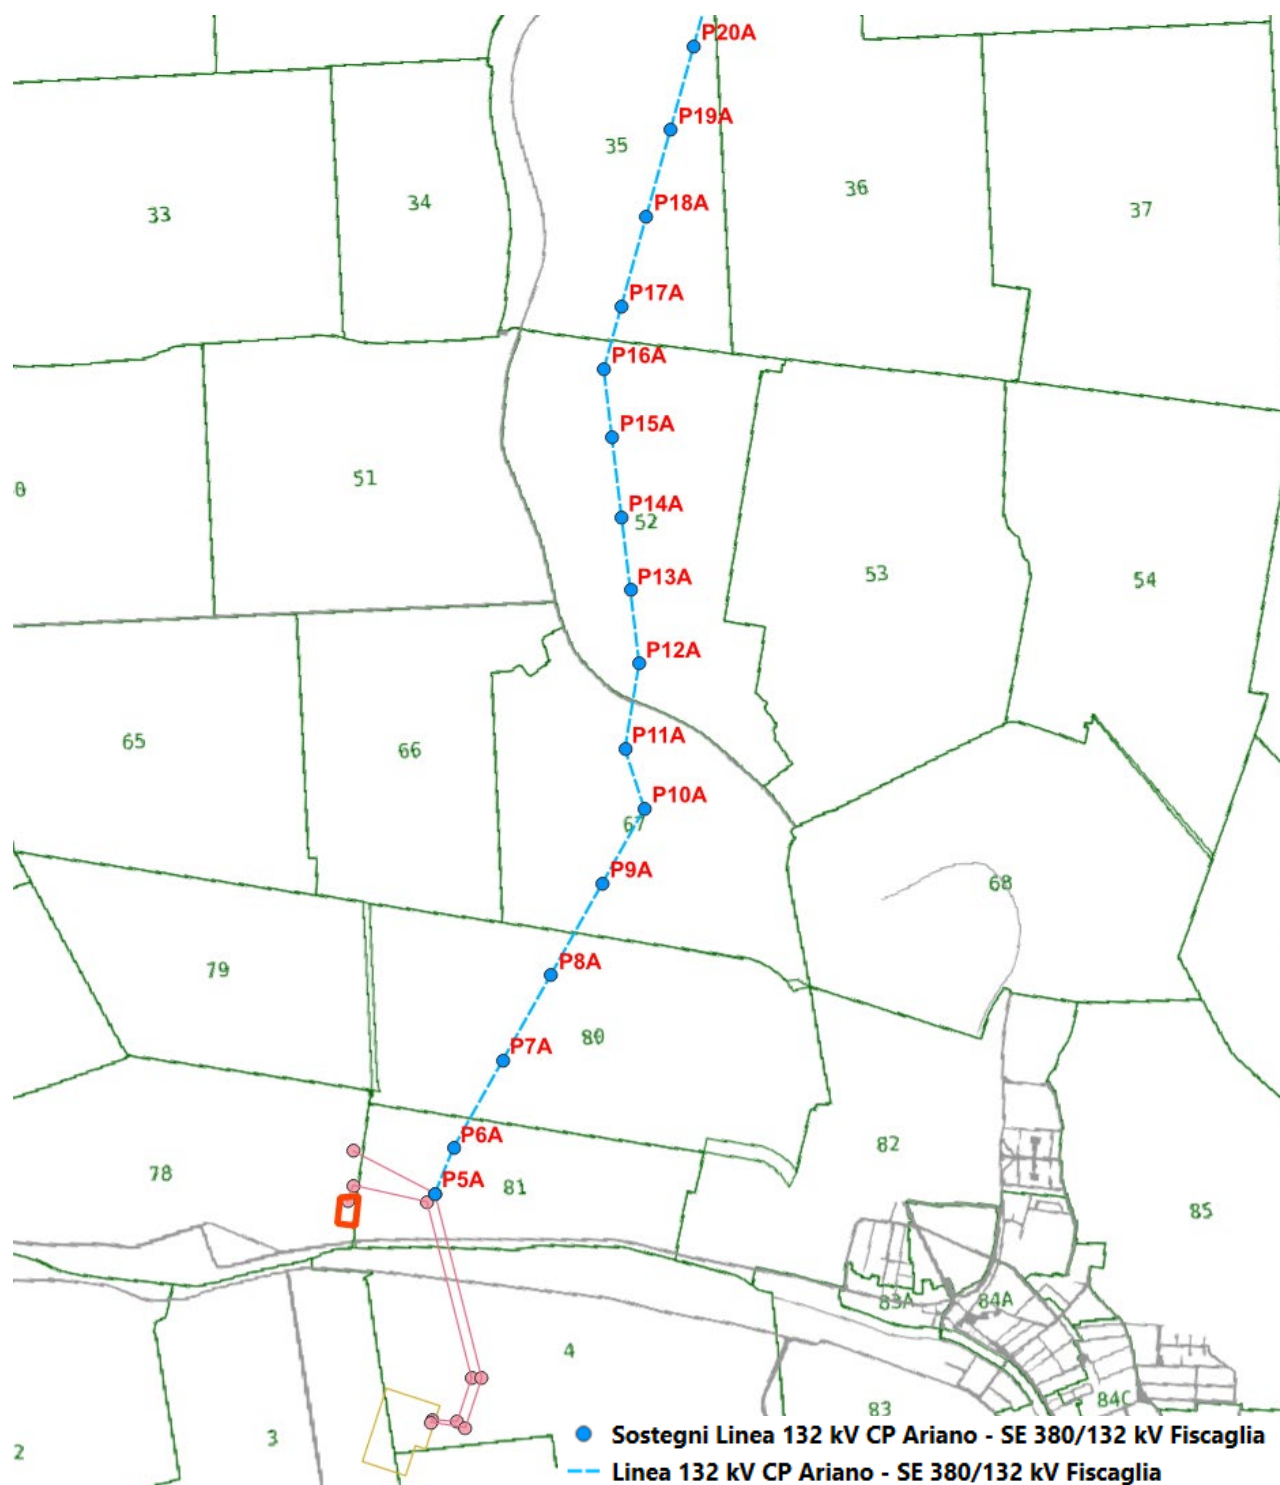 P20A
P19A
35
36
34
37
33
P18A
P17A
P16A
P15A
51
P14A
52
53
P13A
54
P12A
65
66
P11A
P10A
67
P9A
68
79
P8A
80
P7A
P6A
82
78
P5A
81
85
83A
84A
4
84C
83
3
2
Sostegni Linea 132 kV CP Ariano - SE 380/132 kV Fiscaglia
Linea 132 kV CP Ariano - SE 380/132 kV Fiscaglia